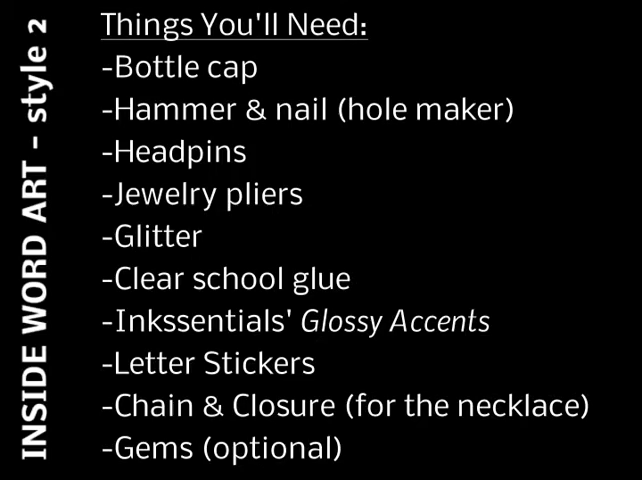 INSIDE WORD ART - style 2
Things You'll Need:
-Bottle cap
-Hammer & nail (hole maker)
-Headpins
-Jewelry pliers
-Glitter
-Clear school glue
-Inkssentials' Glossy Accents
-Letter Stickers
-Chain & Closure (for the necklace)
-Gems (optional)